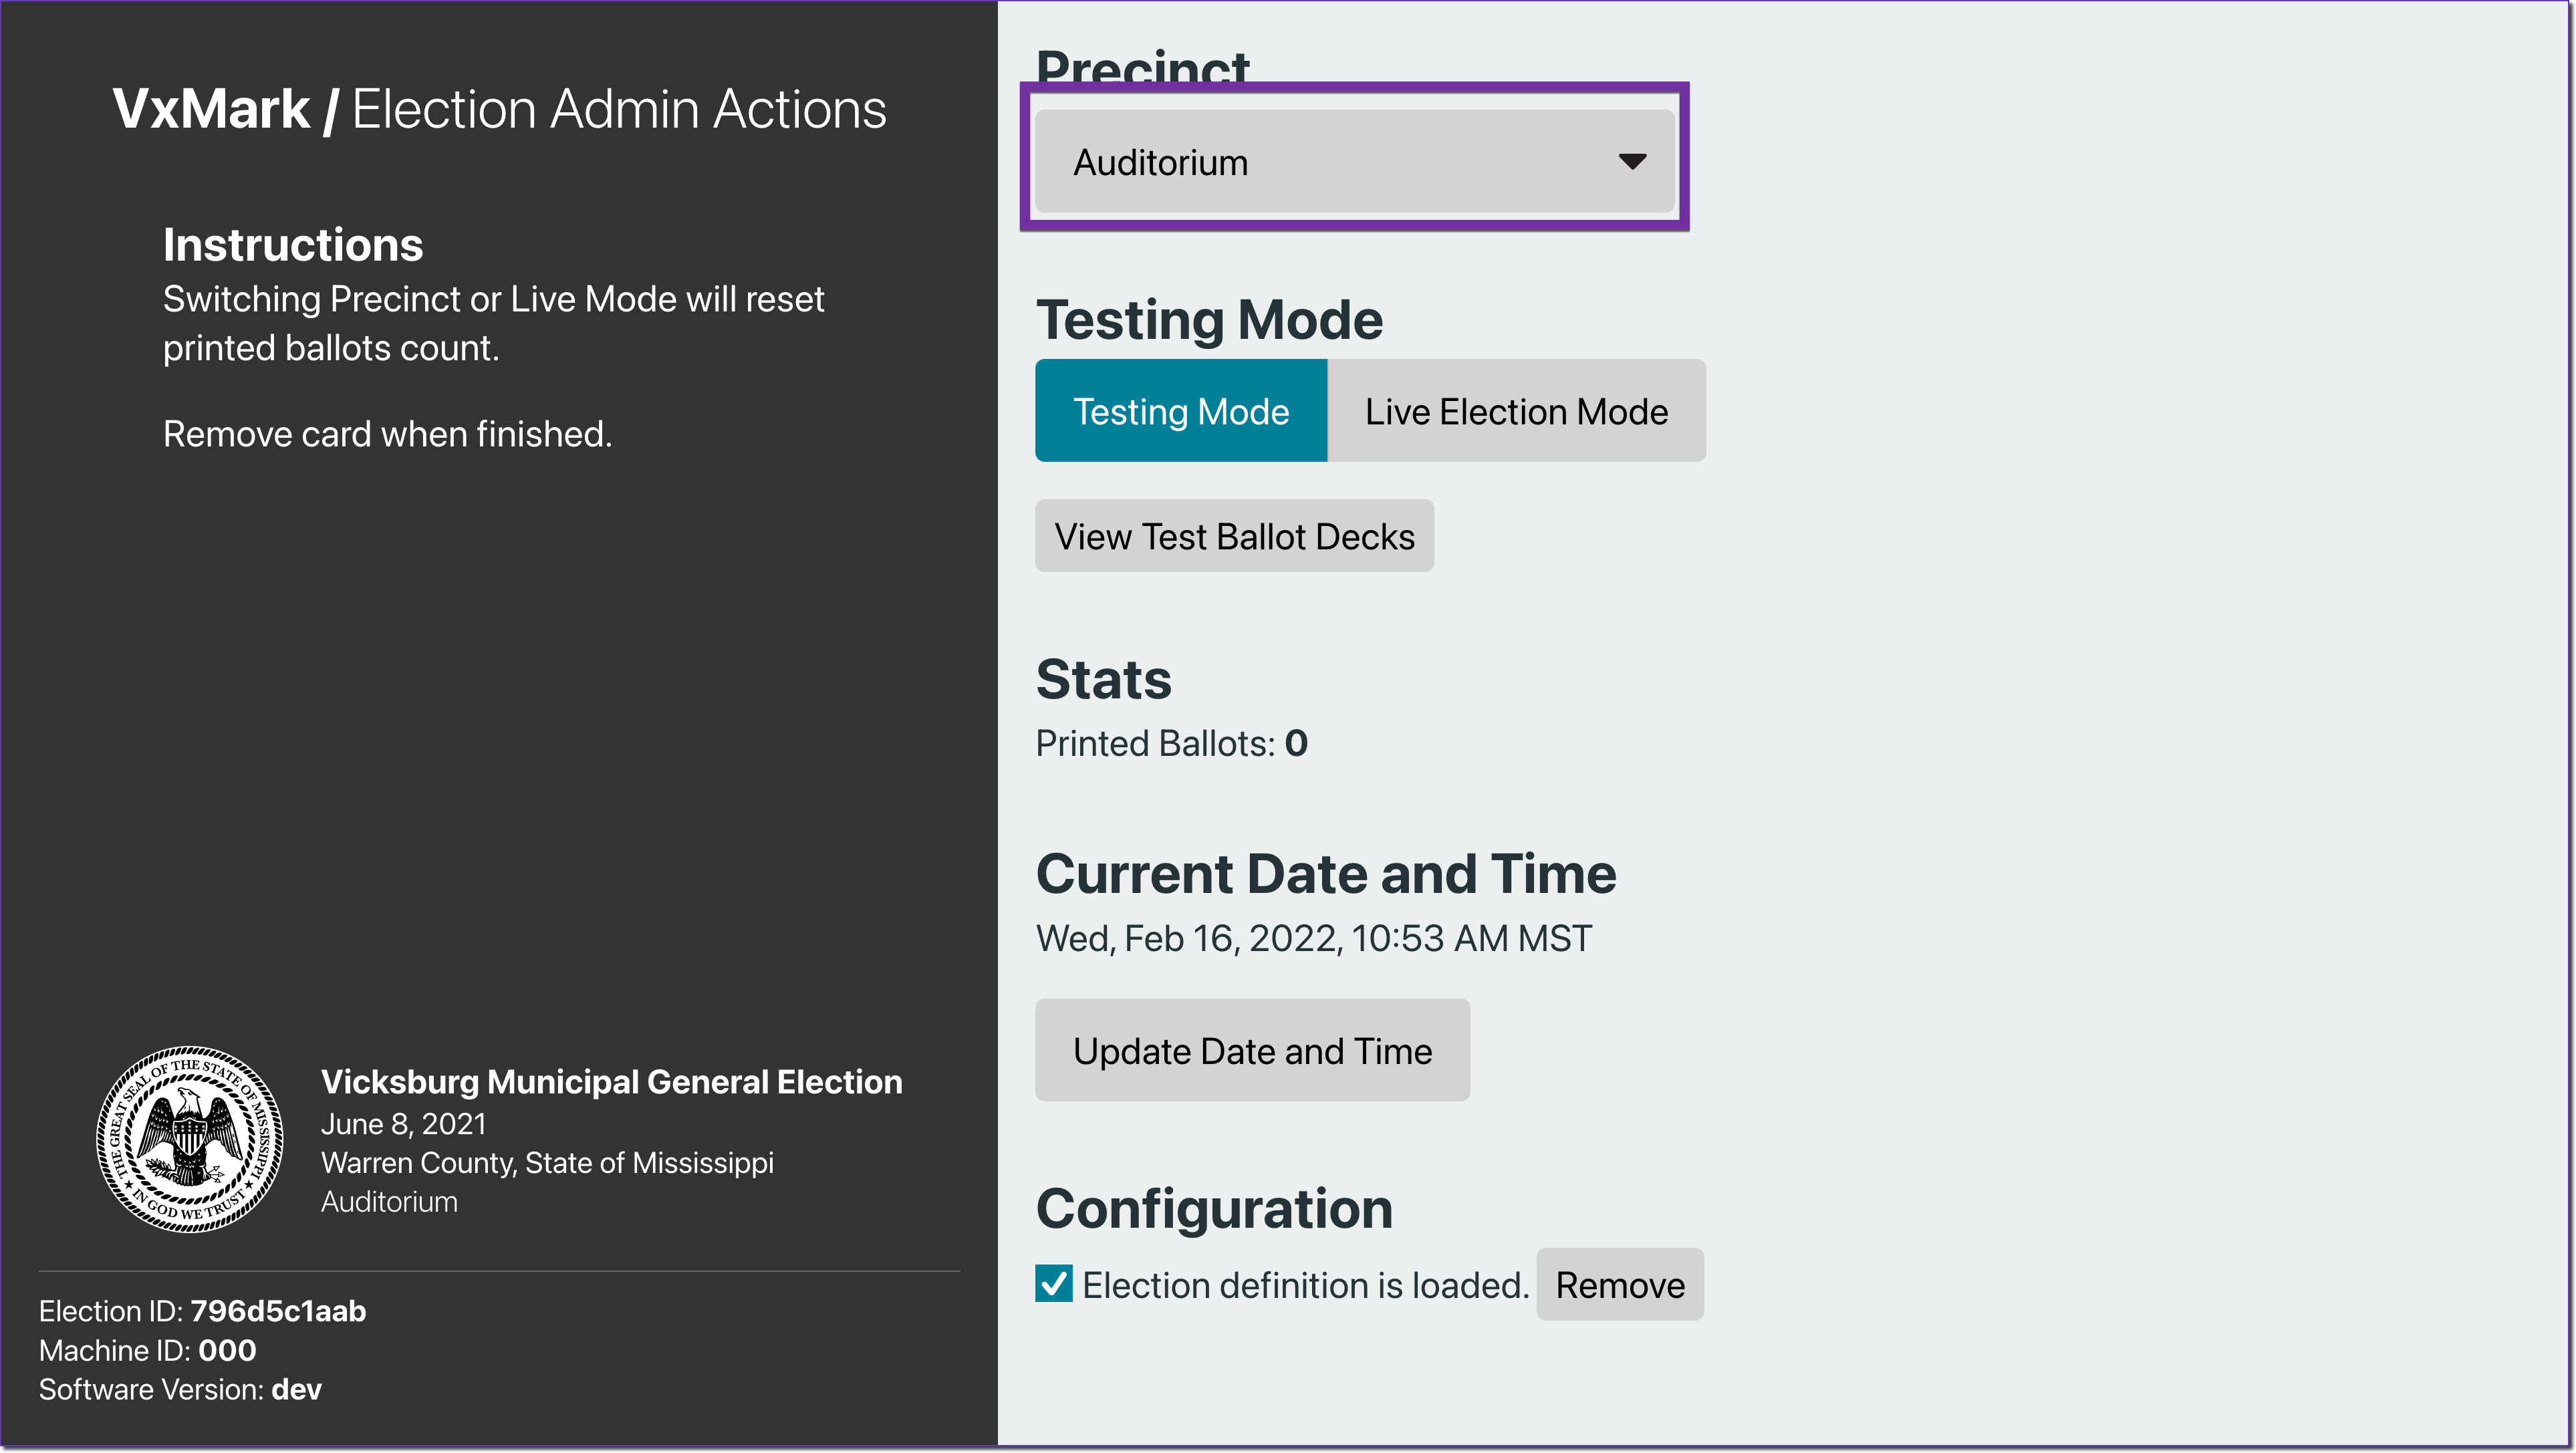 VxMark / Election Admin Actions
Instructions
Switching Precinct or Live Mode will reset
printed ballots count.
Remove card when finished.
THE GREAT SEAL OF THE STATE OF MISSISSIPPI
★ IN GOD WE TRUST ★
Vicksburg Municipal General Election
June 8, 2021
Warren County, State of Mississippi
Auditorium
Election ID: 796d5c1aab
Machine ID: 000
Software Version: dev
Precinct
Auditorium
Testing Mode
Testing Mode
Live Election Mode
View Test Ballot Decks
Stats
Printed Ballots: 0
Current Date and Time
Wed, Feb 16, 2022, 10:53 AM MST
Update Date and Time
Configuration
Election definition is loaded. Remove